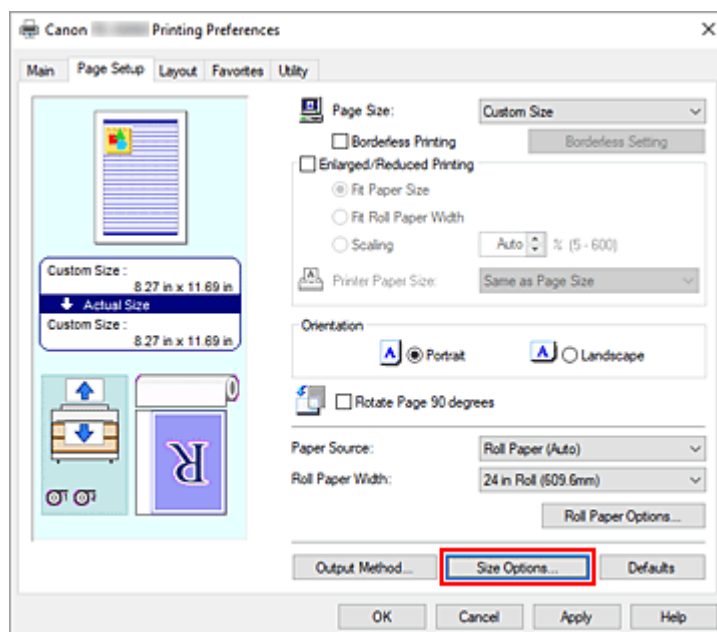 Canon Printing Preferences
Main Page Setup Layout Favorites Utility
Page Size: Custom Size
Borderless Printing Borderless Setting
Enlarged/Reduced Printing
Fit Paper Size
Fit Roll Paper Width
Scaling Auto % (5 - 600)
Printer Paper Size: Same as Page Size
Custom Size :
8.27 in x 11.69 in
Actual Size
Custom Size :
8.27 in x 11.69 in
Orientation
A Portrait A Landscape
Rotate Page 90 degrees
R
Paper Source: Roll Paper (Auto)
Roll Paper Width: 24 in Roll (609.6mm)
Roll Paper Options...
Output Method... Size Options... Defaults
OK Cancel Apply Help